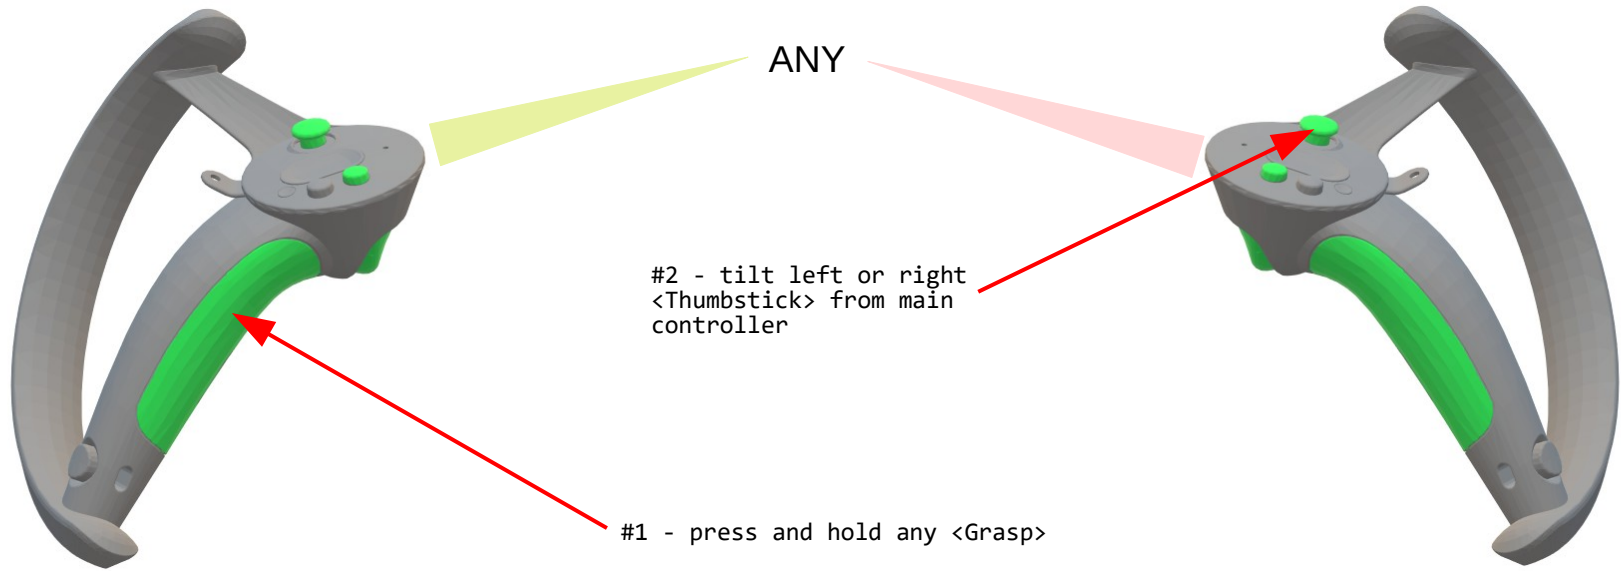 ANY
#2 - tilt left or right
<Thumbstick> from main
controller
#1 - press and hold any <Grasp>